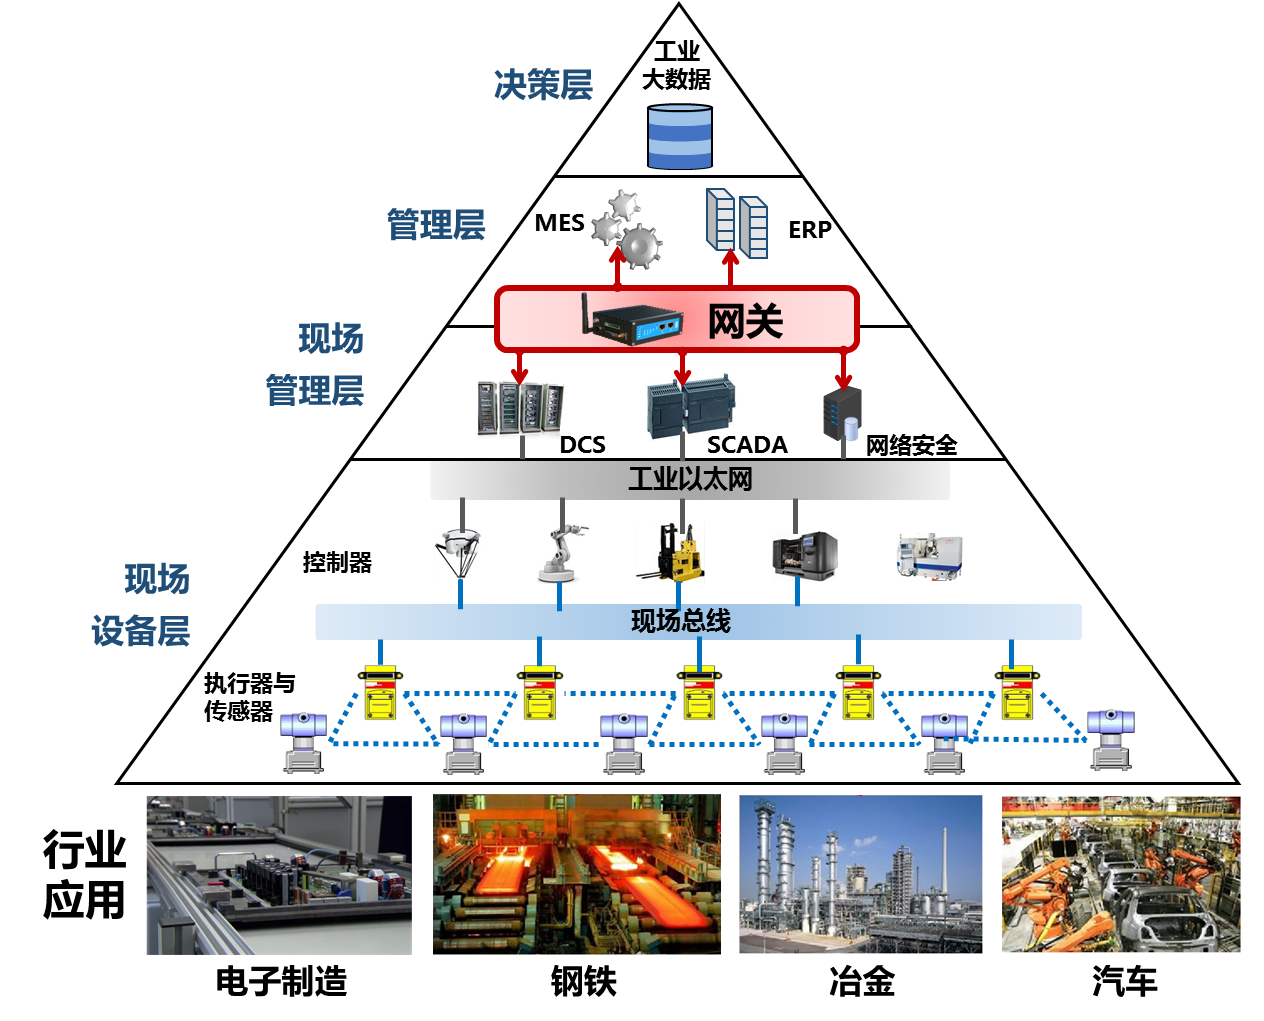 工业
大数据
决策层
管理层
MES
ERP
网关
现场
管理层
DCS
SCADA
网络安全
工业以太网
控制器
现场
设备层
现场总线
执行器与
传感器
行业
应用
电子制造
钢铁
冶金
汽车